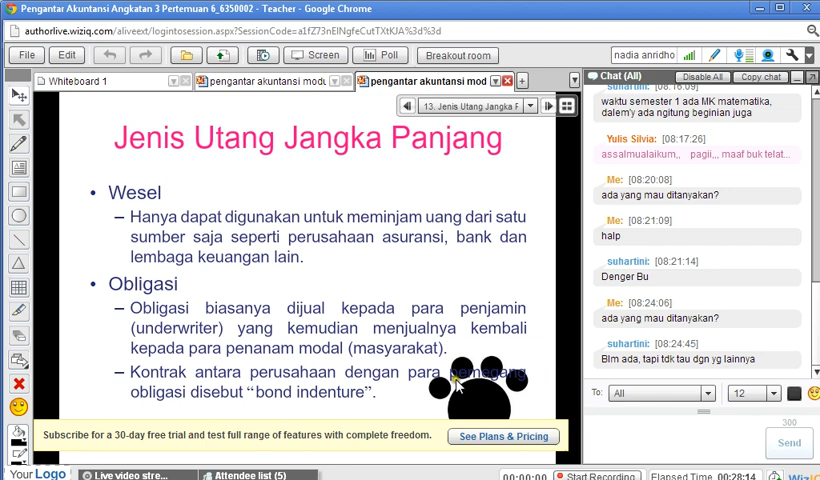 Pengantar Akuntansi Angkatan 3 Pertemuan 6_6350002 - Teacher - Google Chrome
authorlive.wiziq.com/aliveext/logintosession.aspx?SessionCode=a1fZ73nElNgfeCutTXtKJA%3d%3d
File Edit Screen Poll Breakout room nadia anridho
Whiteboard 1 pengantar akuntansi modu pengantar akuntansi mod
13. Jenis Utang Jangka P
Jenis Utang Jangka Panjang
• Wesel
– Hanya dapat digunakan untuk meminjam uang dari satu
sumber saja seperti perusahaan asuransi, bank dan
lembaga keuangan lain.
• Obligasi
– Obligasi biasanya dijual kepada para penjamin
(underwriter) yang kemudian menjualnya kembali
kepada para penanam modal (masyarakat).
– Kontrak antara perusahaan dengan para pemegang
obligasi disebut “bond indenture”.
Subscribe for a 30-day free trial and test full range of features with complete freedom. See Plans & Pricing
Your Logo Live video stre... Attendee list (5)
00:00:00 Start Recording Elapsed Time: 00:28:14
Chat (All) Disable All Copy chat
suhartini: [08:16:09]
waktu semester 1 ada MK matematika,
dalem'y ada ngitung beginian juga
Yulis Silvia: [08:17:26]
assalmualaikum,, pagii,,, maaf buk telat...
Me: [08:20:08]
ada yang mau ditanyakan?
Me: [08:21:09]
halp
suhartini: [08:21:14]
Denger Bu
Me: [08:24:06]
ada yang mau ditanyakan?
suhartini: [08:24:45]
Blm ada, tapi tdk tau dgn yg lainnya
To: All 12
300
Send